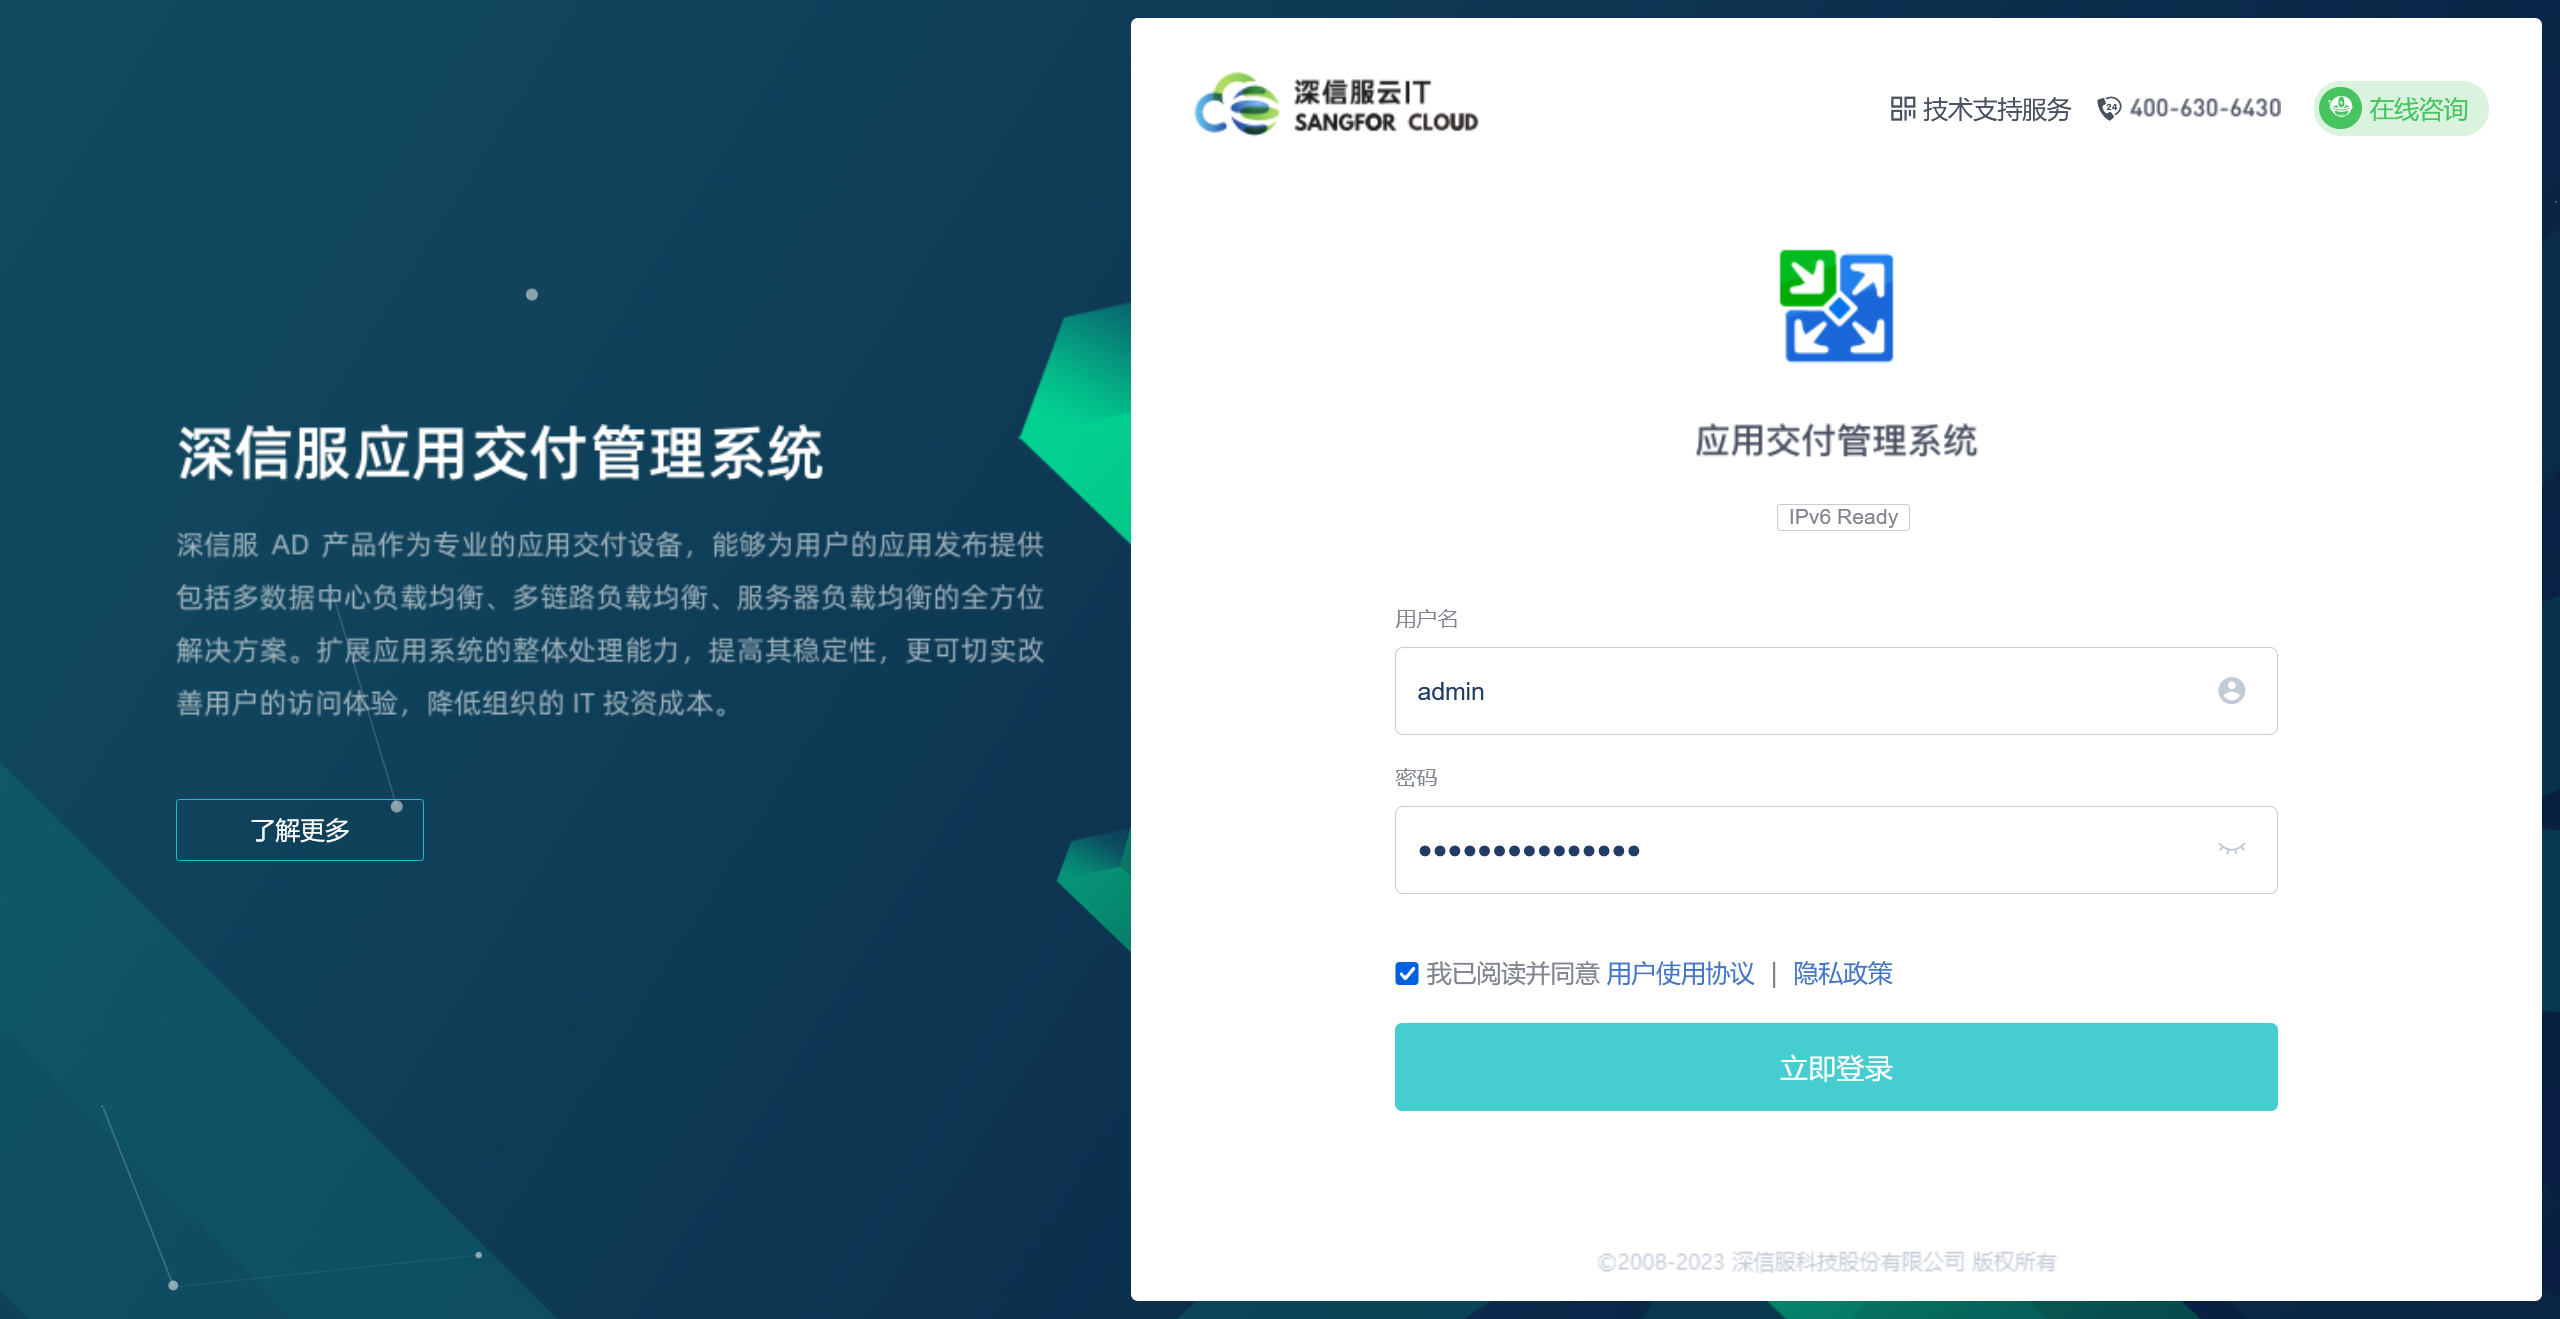 深信服云IT
SANGFOR CLOUD
技术支持服务 400-630-6430 在线咨询
深信服应用交付管理系统
深信服 AD 产品作为专业的应用交付设备，能够为用户的应用发布提供
包括多数据中心负载均衡、多链路负载均衡、服务器负载均衡的全方位
解决方案。扩展应用系统的整体处理能力，提高其稳定性，更可切实改
善用户的访问体验，降低组织的 IT 投资成本。
了解更多
应用交付管理系统
IPv6 Ready
用户名
admin
密码
•••••••••••••••
我已阅读并同意 用户使用协议 | 隐私政策
立即登录
©2008-2023 深信服科技股份有限公司 版权所有